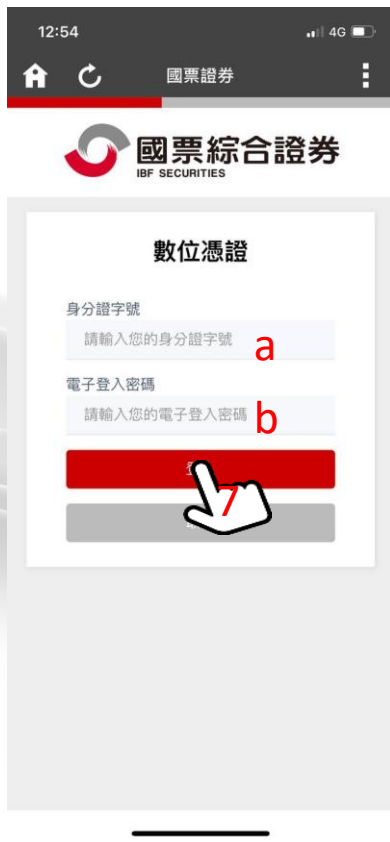 12:54
4G
國票證券
國票綜合證券
IBF SECURITIES
數位憑證
身分證字號
請輸入您的身分證字號
a
電子登入密碼
請輸入您的電子登入密碼
b
7